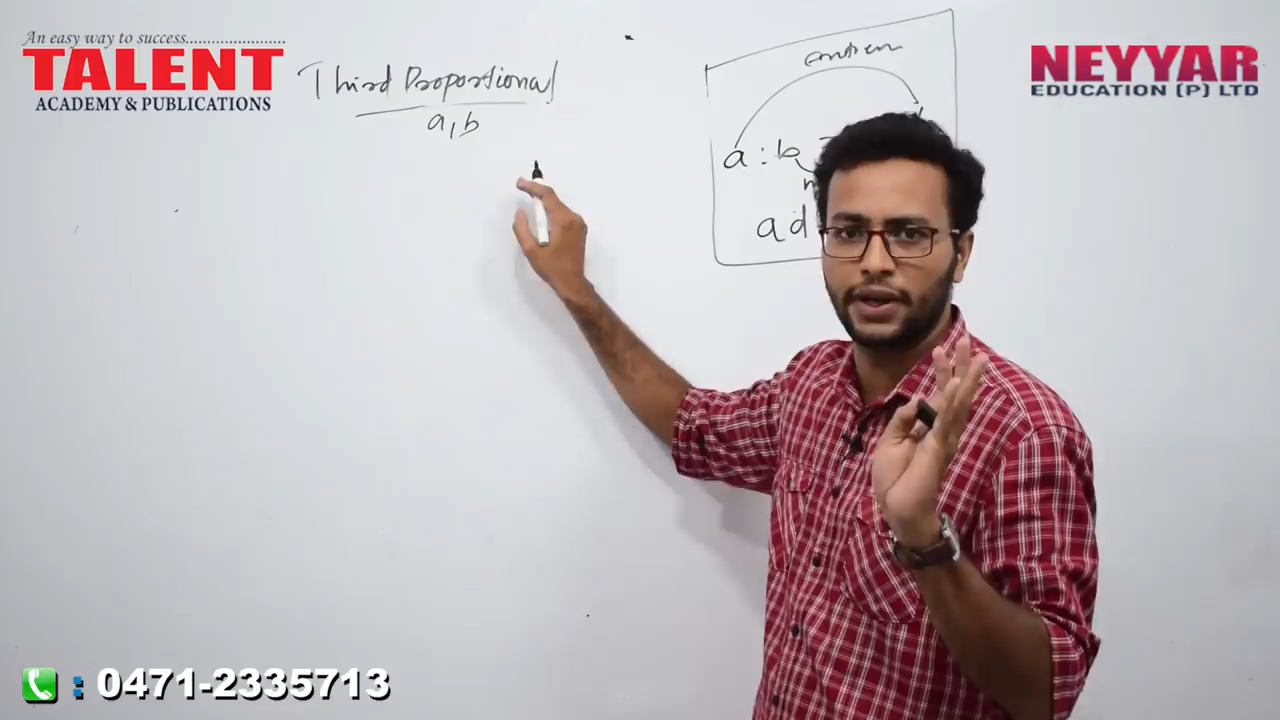 An easy way to success.......................
TALENT
ACADEMY & PUBLICATIONS
NEYYAR
EDUCATION (P) LTD
Third Proportional
a, b
a : b
ad
: 0471-2335713